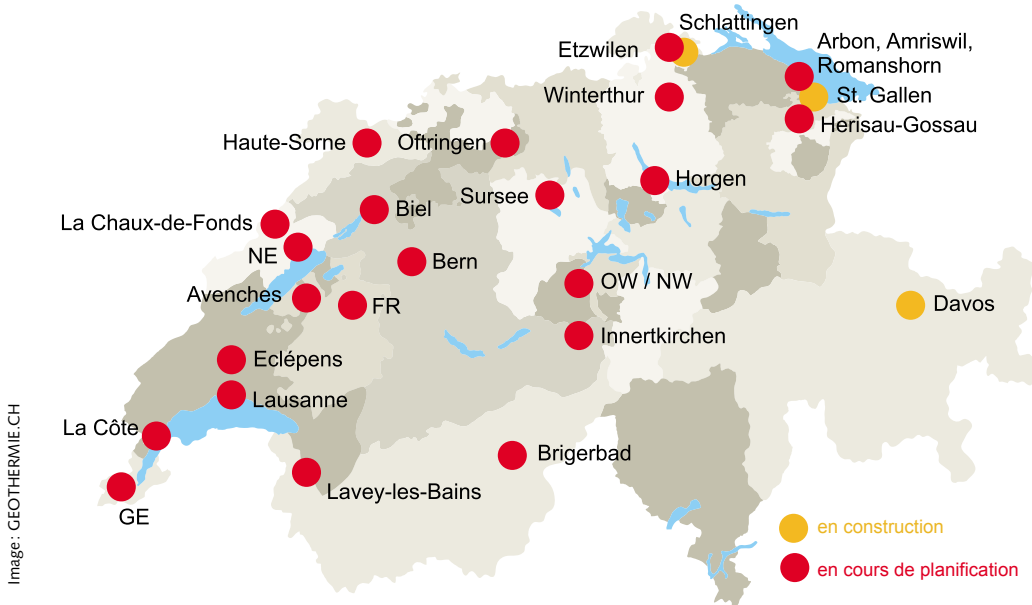 Schlattingen
Etzwilen
Arbon, Amriswil,
Romanshorn
Winterthur
St. Gallen
Herisau-Gossau
Haute-Sorne
Oftringen
Horgen
Sursee
Biel
La Chaux-de-Fonds
NE
Bern
OW / NW
Avenches
FR
Davos
Innertkirchen
Eclépens
Lausanne
La Côte
Brigerbad
Lavey-les-Bains
GE
en construction
en cours de planification
Image: GEOTHERMIE.CH